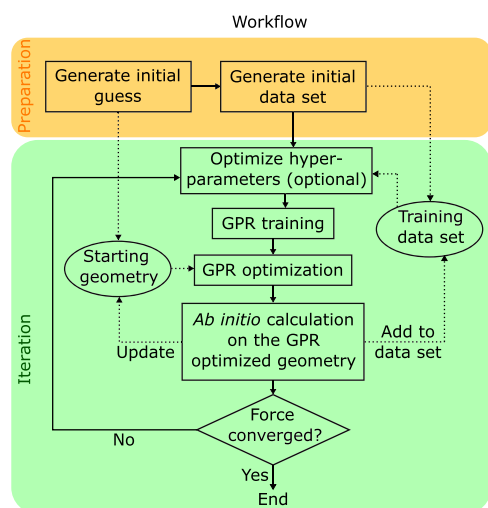 Workflow
Preparation
Generate initial
guess
Generate initial
data set
Iteration
Optimize hyper-
parameters (optional)
GPR training
Training
data set
Starting
geometry
GPR optimization
Ab initio calculation
on the GPR
optimized geometry
Update
Add to
data set
Force
converged?
No
Yes
End